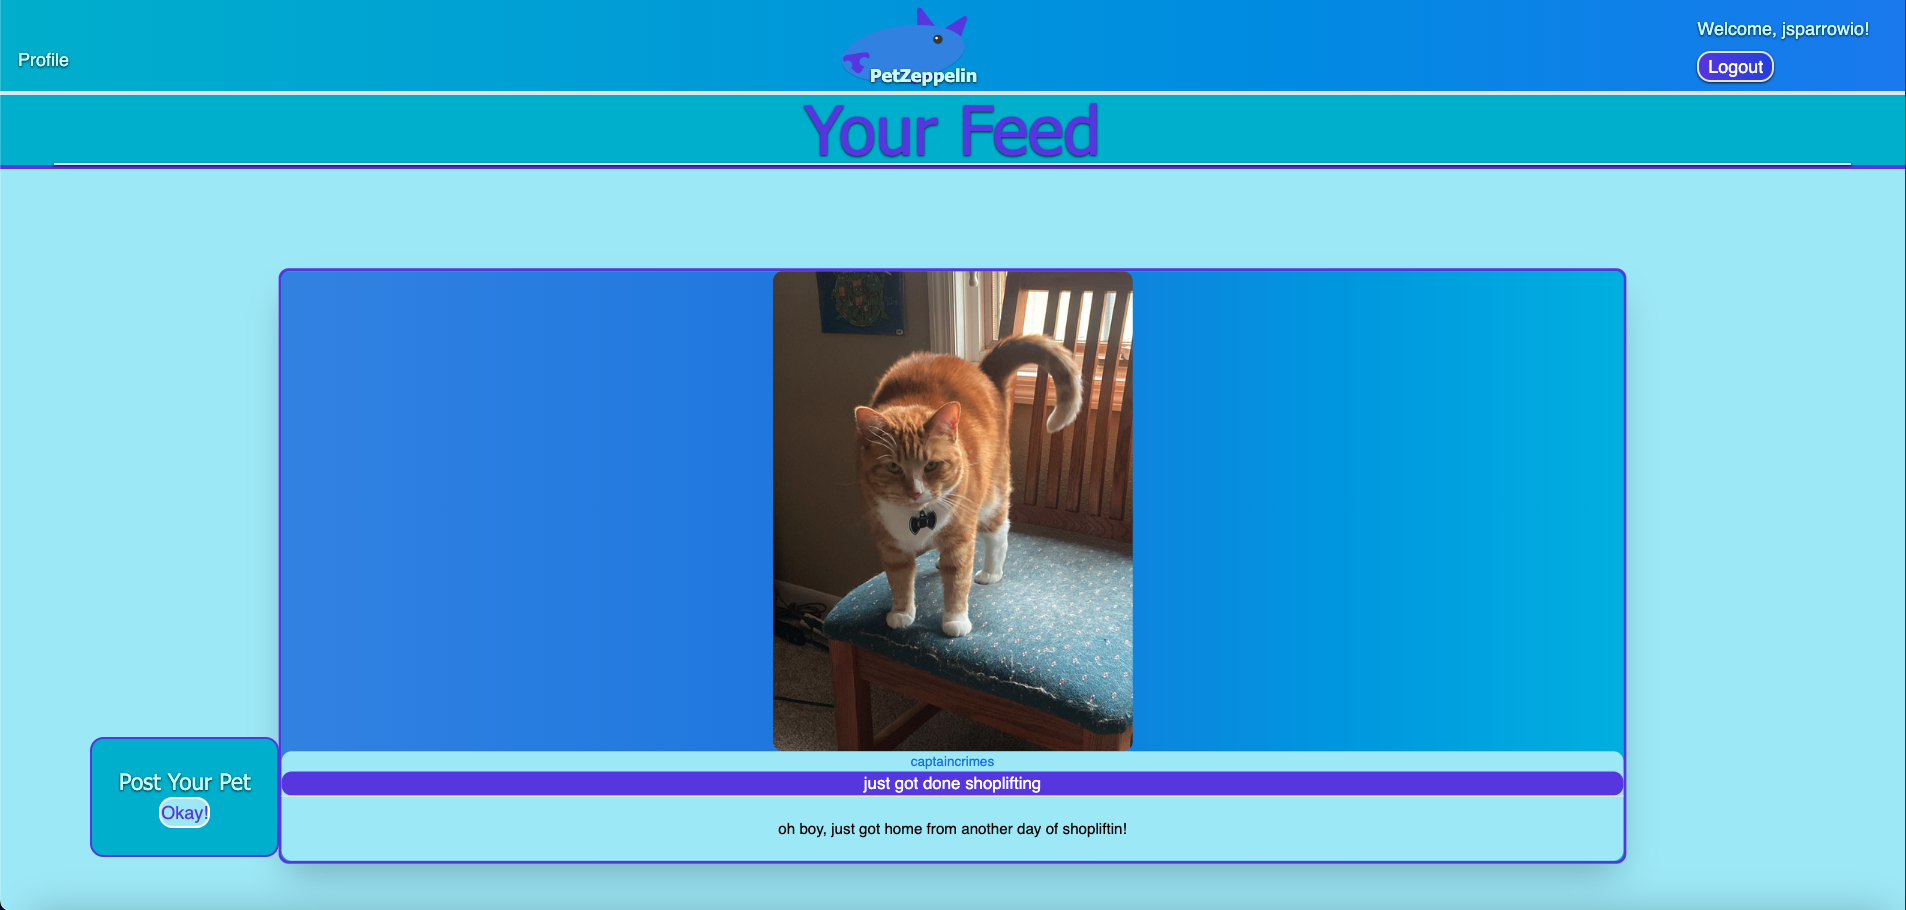 Profile
PetZeppelin
Welcome, jsparrowio!
Logout
Your Feed
captaincrimes
just got done shoplifting
oh boy, just got home from another day of shopliftin!
Post Your Pet
Okay!